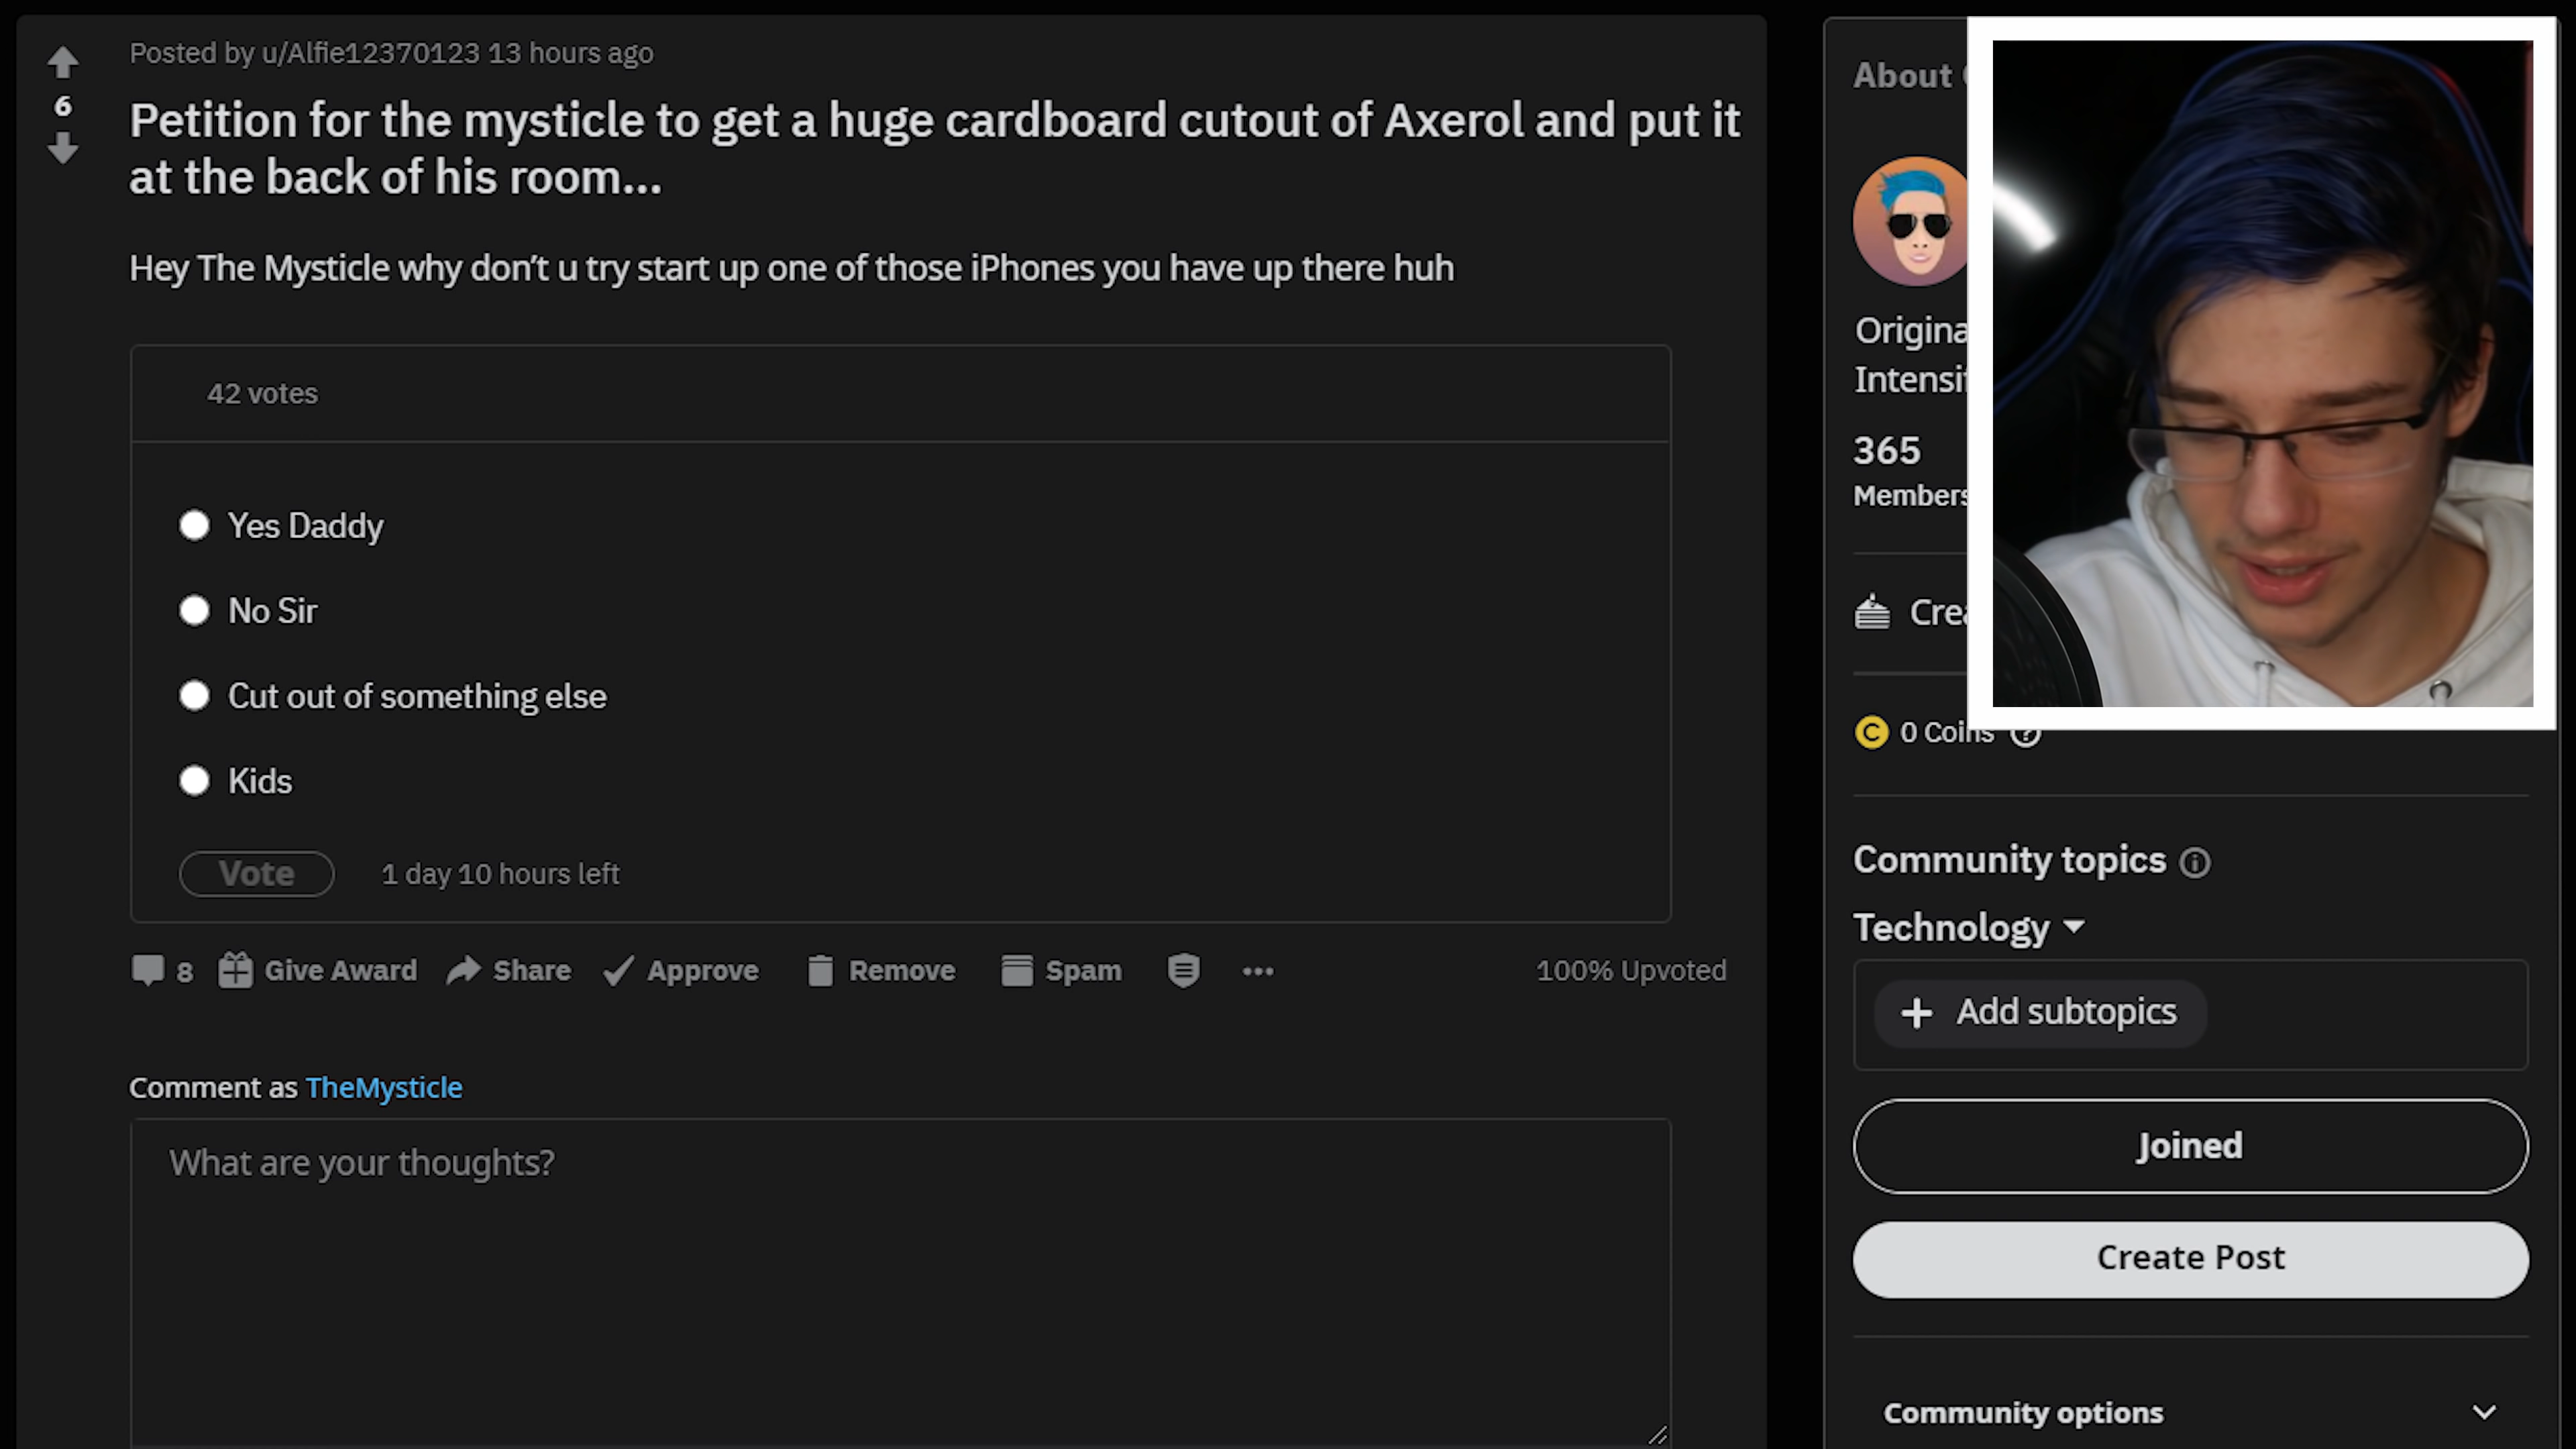 Posted by u/Alfie12370123 13 hours ago
6
Petition for the mysticle to get a huge cardboard cutout of Axerol and put it
at the back of his room...
Hey The Mysticle why don't u try start up one of those iPhones you have up there huh
42 votes
Yes Daddy
No Sir
Cut out of something else
Kids
Vote 1 day 10 hours left
8 Give Award Share Approve Remove Spam ••• 100% Upvoted
Comment as TheMysticle
What are your thoughts?
About
365
Members
0 Coins
Community topics
Technology
+ Add subtopics
Joined
Create Post
Community options